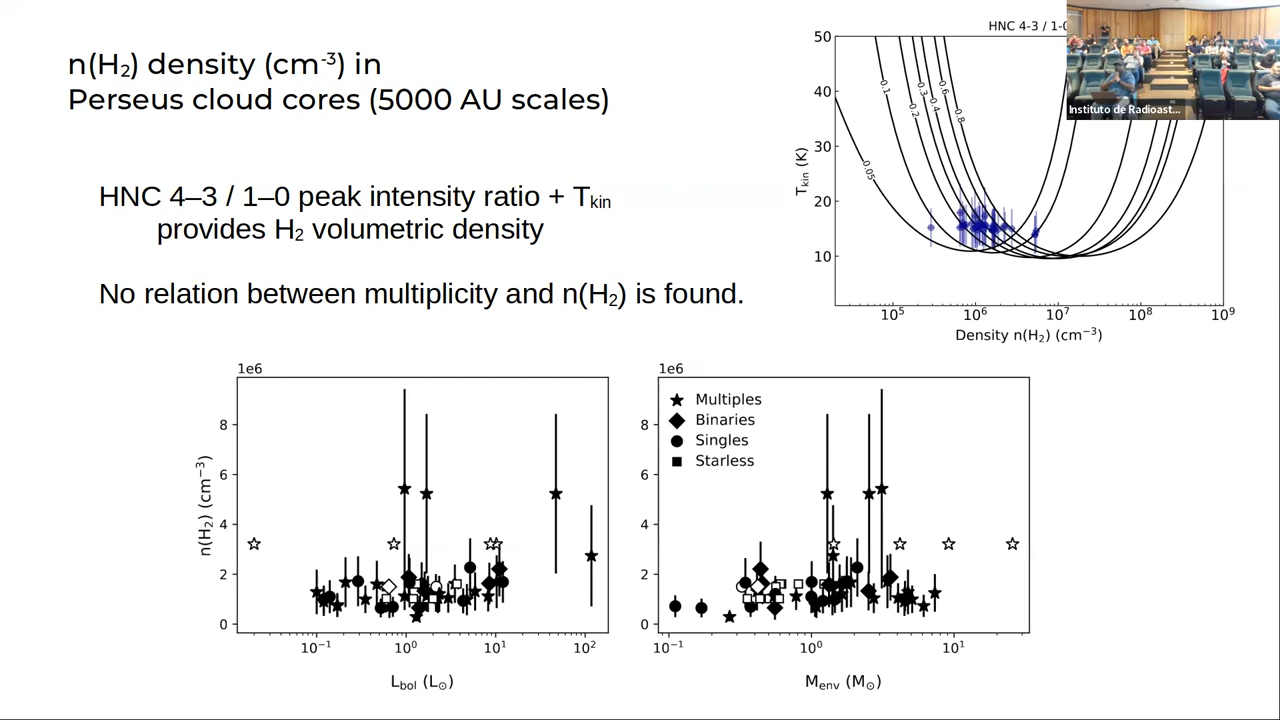 n(H₂) density (cm⁻³) in
Perseus cloud cores (5000 AU scales)
HNC 4–3 / 1–0 peak intensity ratio + Tₖᵢₙ
provides H₂ volumetric density
No relation between multiplicity and n(H₂) is found.
HNC 4-3 / 1-0
Instituto de Radioast...
50
40
30
20
10
T_kin (K)
0.05
0.1
0.2
0.3
0.4
0.6
0.8
10⁵ 10⁶ 10⁷ 10⁸ 10⁹
Density n(H₂) (cm⁻³)
1e6
8
6
4
2
0
n(H₂) (cm⁻³)
10⁻¹ 10⁰ 10¹ 10²
L_bol (L_⊙)
1e6
Multiples
Binaries
Singles
Starless
8
6
4
2
0
10⁻¹ 10⁰ 10¹
M_env (M_⊙)